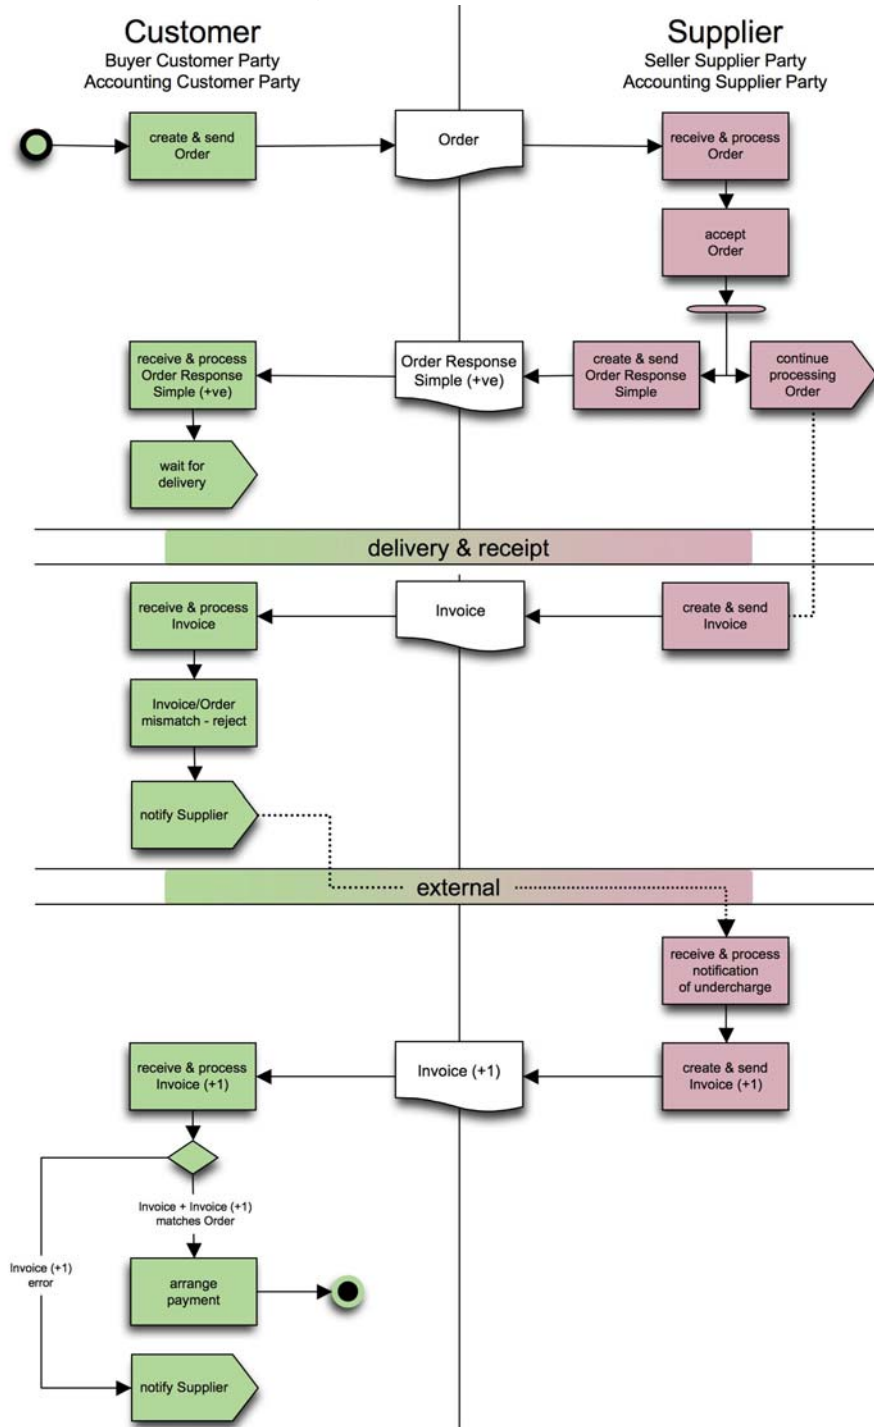 Customer
Buyer Customer Party
Accounting Customer Party
Supplier
Seller Supplier Party
Accounting Supplier Party
create & send
Order
Order
receive & process
Order
accept
Order
receive & process
Order Response
Simple (+ve)
Order Response
Simple (+ve)
create & send
Order Response
Simple
continue
processing
Order
wait for
delivery
delivery & receipt
receive & process
Invoice
Invoice
create & send
Invoice
Invoice/Order
mismatch - reject
notify Supplier
external
receive & process
notification
of undercharge
receive & process
Invoice (+1)
Invoice (+1)
create & send
Invoice (+1)
Invoice + Invoice (+1)
matches Order
Invoice (+1)
error
arrange
payment
notify Supplier